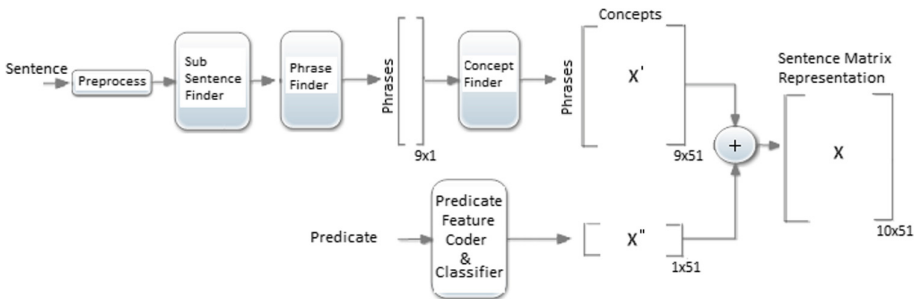 Concepts
Sentence
Preprocess
Sub
Sentence
Finder
Phrase
Finder
Phrases
9x1
Concept
Finder
Phrases
X'
9x51
Sentence Matrix
Representation
+
X
10x51
Predicate
Predicate
Feature
Coder
&
Classifier
X"
1x51